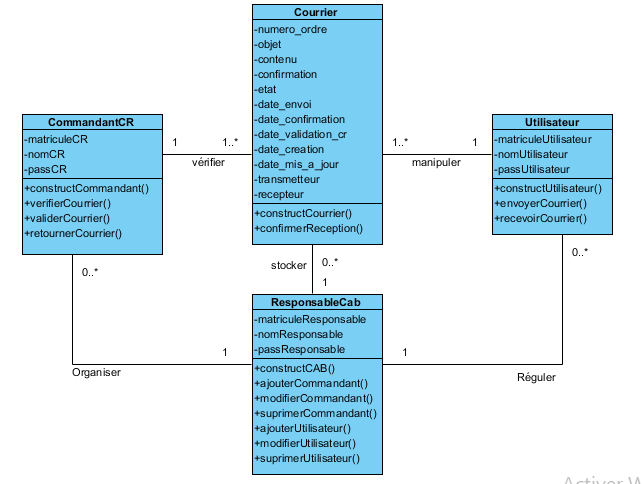 Courrier
-numero_ordre
-objet
-contenu
-confirmation
-etat
-date_envoi
-date_confirmation
-date_validation_cr
-date_creation
-date_mis_a_jour
-transmetteur
-recepteur
+constructCourrier()
+confirmerReception()
CommandantCR
-matriculeCR
-nomCR
-passCR
+constructCommandant()
+verifierCourrier()
+validerCourrier()
+retournerCourrier()
1
1..*
vérifier
1..*
1
manipuler
Utilisateur
-matriculeUtilisateur
-nomUtilisateur
-passUtilisateur
+constructUtilisateur()
+envoyerCourrier()
+recevoirCourrier()
stocker
0..*
1
0..*
1
Organiser
0..*
1
Réguler
ResponsableCab
-matriculeResponsable
-nomResponsable
-passResponsable
+constructCAB()
+ajouterCommandant()
+modifierCommandant()
+suprimerCommandant()
+ajouterUtilisateur()
+modifierUtilisateur()
+suprimerUtilisateur()
Activer W